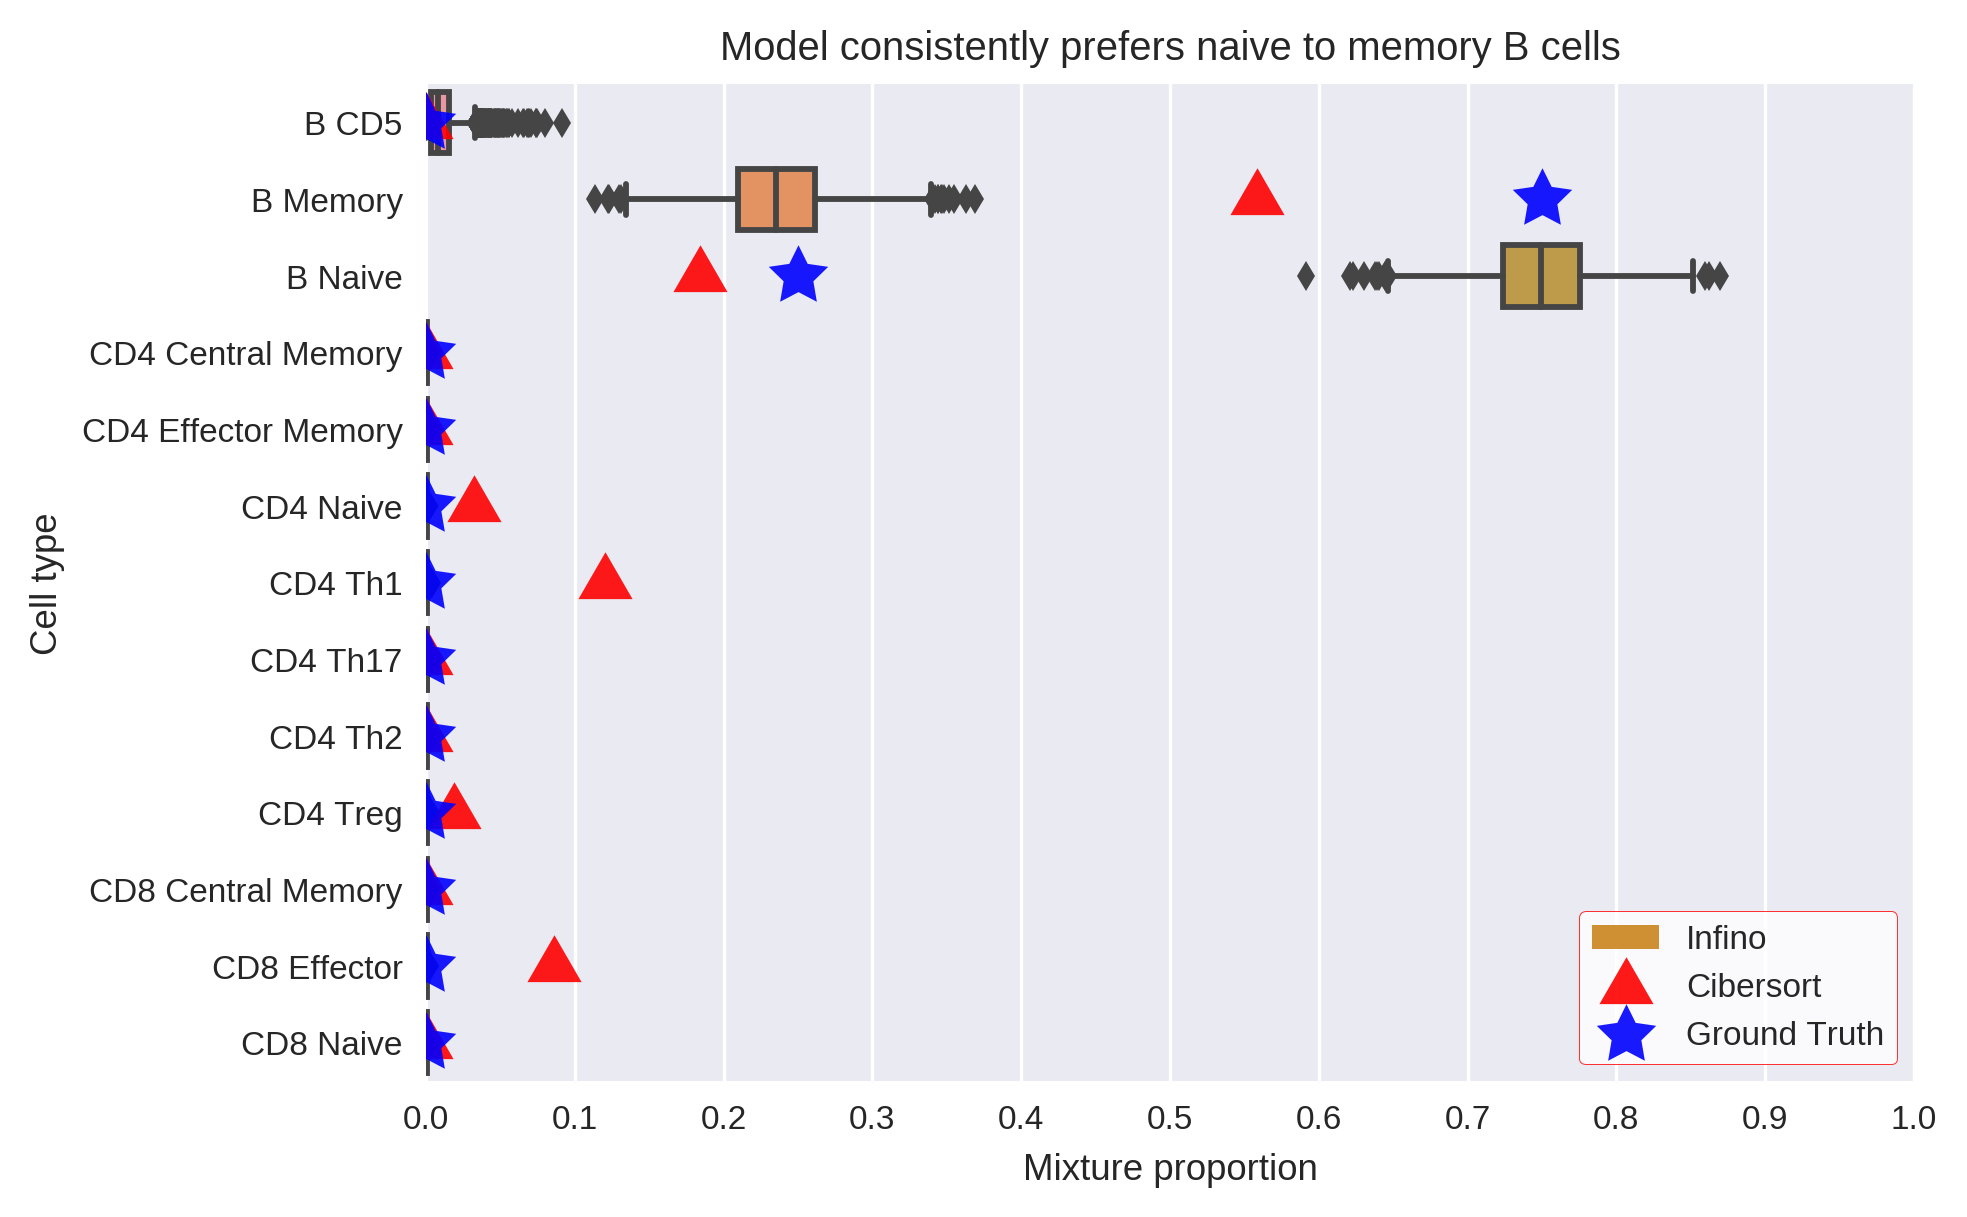 Model consistently prefers naive to memory B cells
B CD5
B Memory
B Naive
CD4 Central Memory
CD4 Effector Memory
CD4 Naive
CD4 Th1
CD4 Th17
CD4 Th2
CD4 Treg
CD8 Central Memory
CD8 Effector
CD8 Naive
Cell type
Infino
Cibersort
Ground Truth
0.0 0.1 0.2 0.3 0.4 0.5 0.6 0.7 0.8 0.9 1.0
Mixture proportion